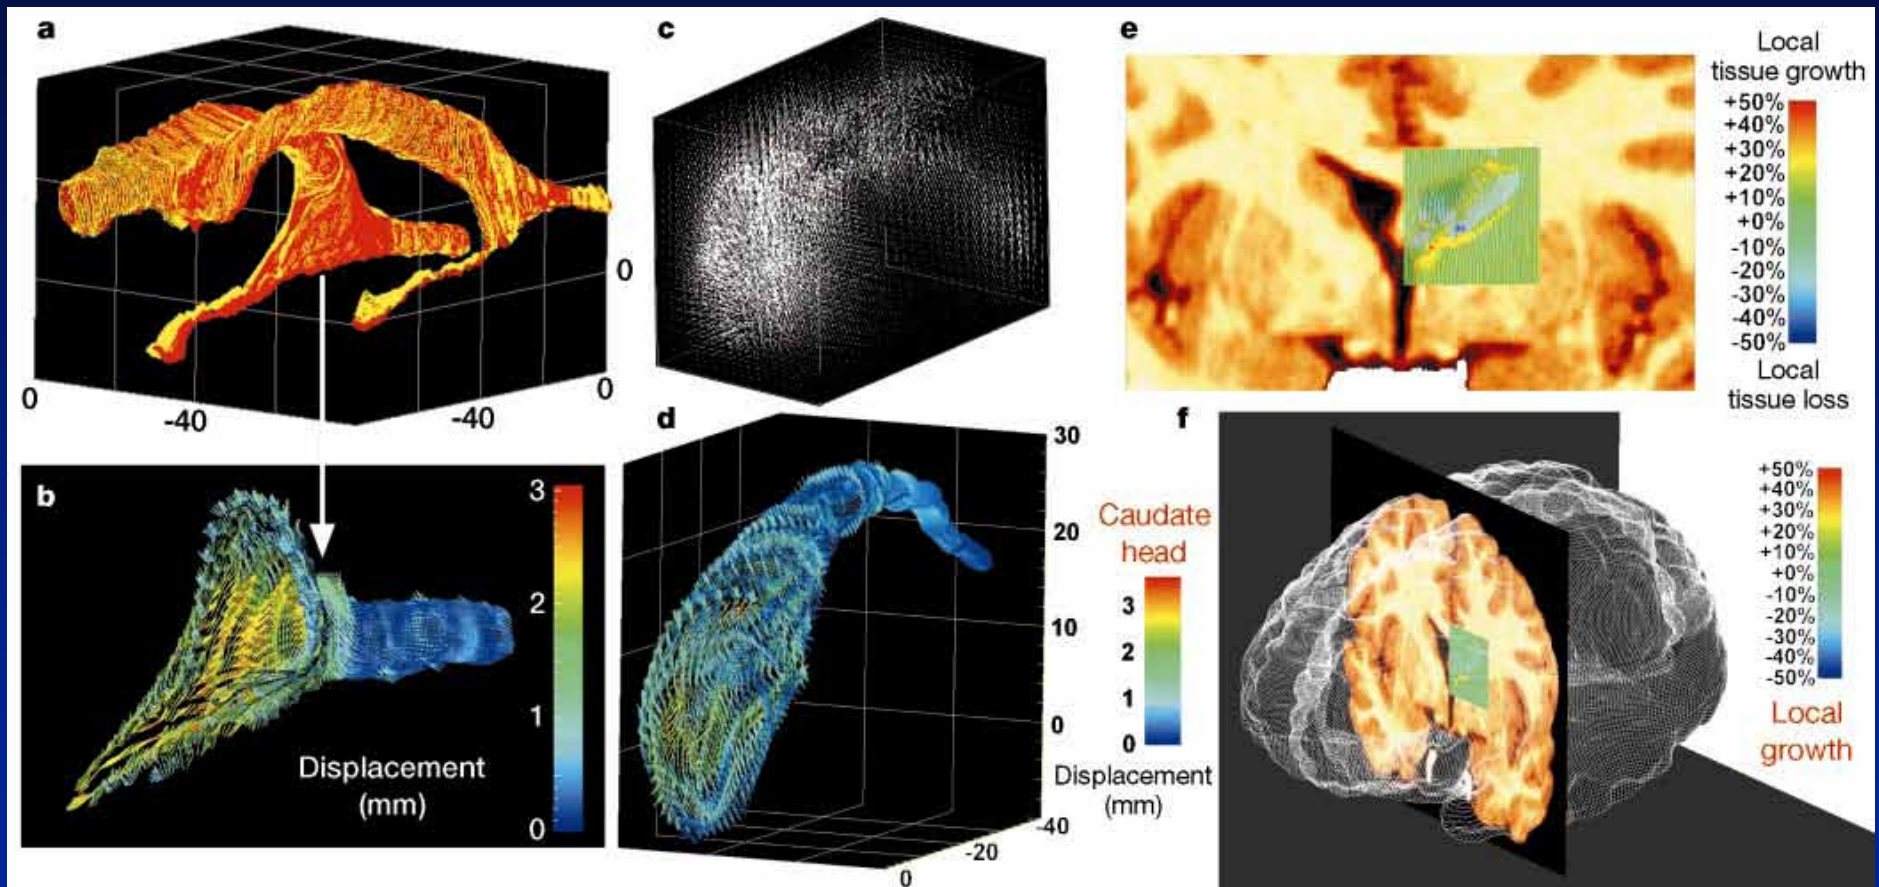 a
0
-40
-40
0
0
b
3
2
1
0
Displacement
(mm)
c
d
30
20
10
0
-40
-20
0
Caudate
head
3
2
1
0
Displacement
(mm)
e
Local
tissue growth
+50%
+40%
+30%
+20%
+10%
+0%
-10%
-20%
-30%
-40%
-50%
Local
tissue loss
f
+50%
+40%
+30%
+20%
+10%
+0%
-10%
-20%
-30%
-40%
-50%
Local
growth